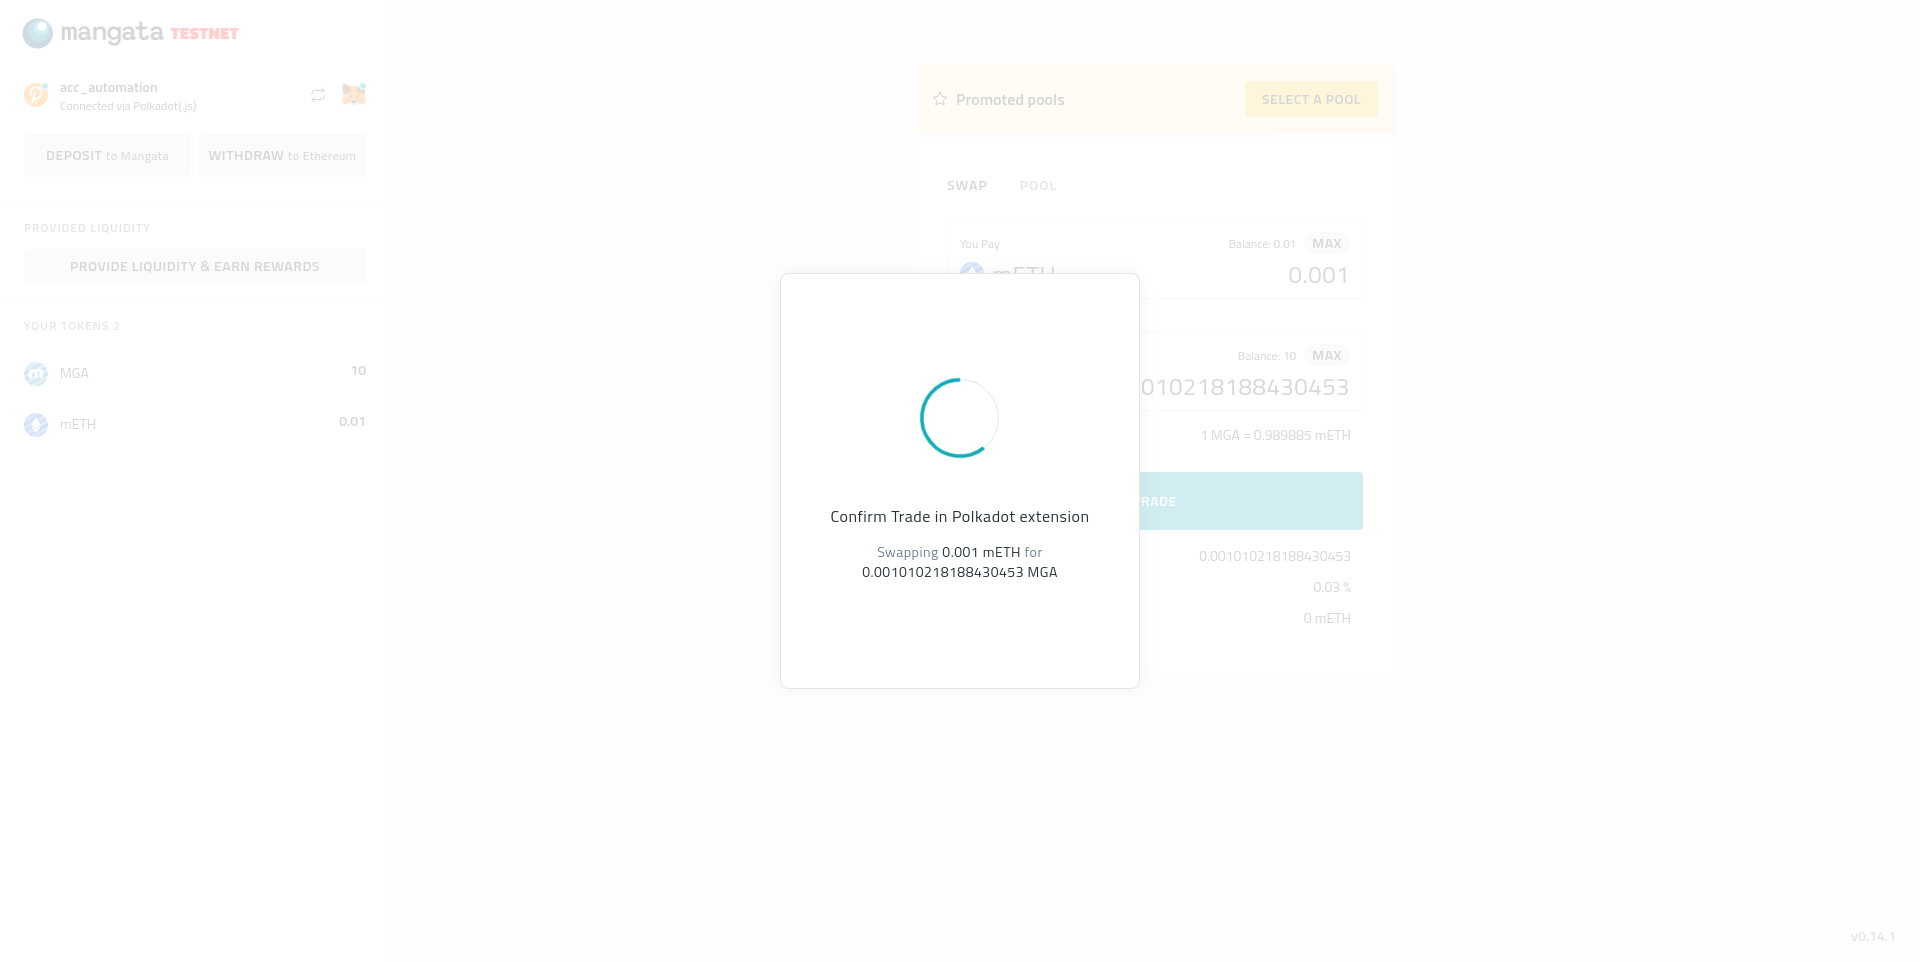 mangata TESTNET
acc_automation
Connected via Polkadot{.js}
DEPOSIT to Mangata
WITHDRAW to Ethereum
PROVIDED LIQUIDITY
PROVIDE LIQUIDITY & EARN REWARDS
YOUR TOKENS 2
MGA 10
mETH 0.01
Promoted pools
SELECT A POOL
SWAP POOL
You Pay
Balance: 0.01 MAX
mETH 0.001
Balance: 10 MAX
010218188430453
1 MGA = 0.989885 mETH
RADE
0.001010218188430453
0.03 %
0 mETH
Confirm Trade in Polkadot extension
Swapping 0.001 mETH for
0.001010218188430453 MGA
v0.14.1